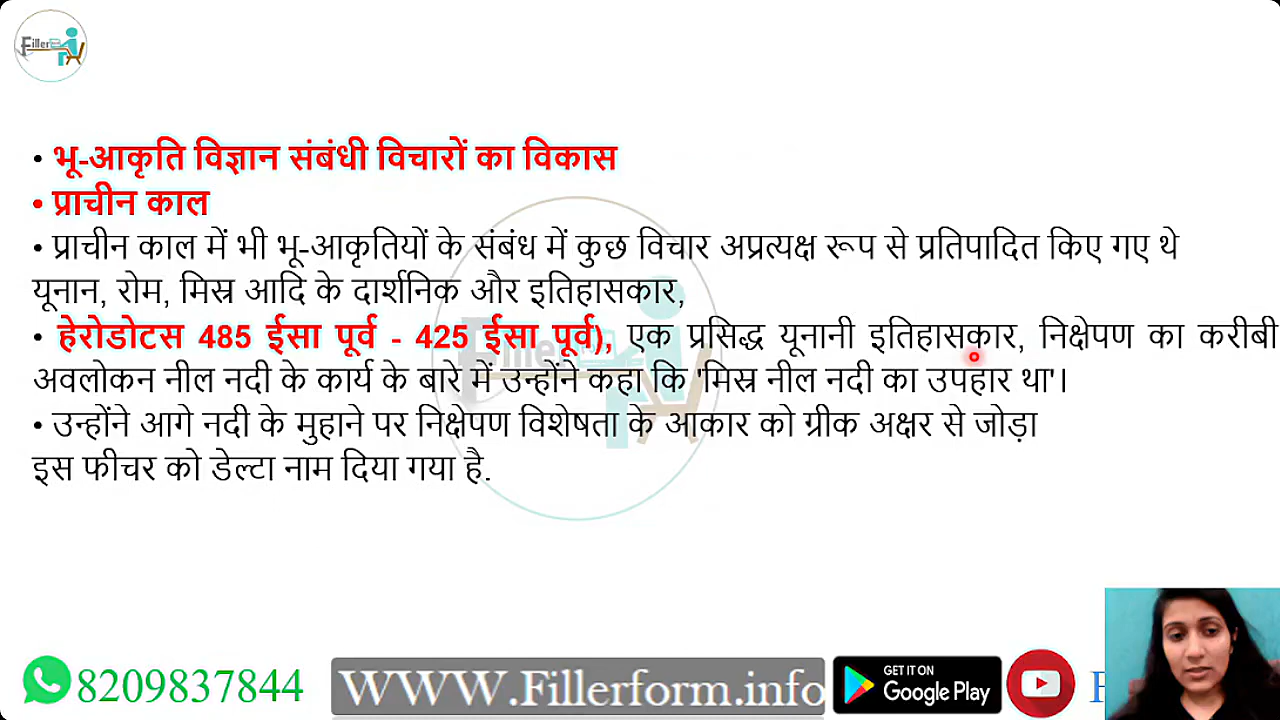 Filler
• भू-आकृति विज्ञान संबंधी विचारों का विकास
• प्राचीन काल
• प्राचीन काल में भी भू-आकृतियों के संबंध में कुछ विचार अप्रत्यक्ष रूप से प्रतिपादित किए गए थे
यूनान, रोम, मिस्र आदि के दार्शनिक और इतिहासकार,
• हेरोडोटस 485 ईसा पूर्व - 425 ईसा पूर्व), एक प्रसिद्ध यूनानी इतिहासकार, निक्षेपण का करीबी
अवलोकन नील नदी के कार्य के बारे में उन्होंने कहा कि 'मिस्र नील नदी का उपहार था'।
• उन्होंने आगे नदी के मुहाने पर निक्षेपण विशेषता के आकार को ग्रीक अक्षर से जोड़ा
इस फीचर को डेल्टा नाम दिया गया है.
8209837844
WWW.Fillerform.info
GET IT ON
Google Play